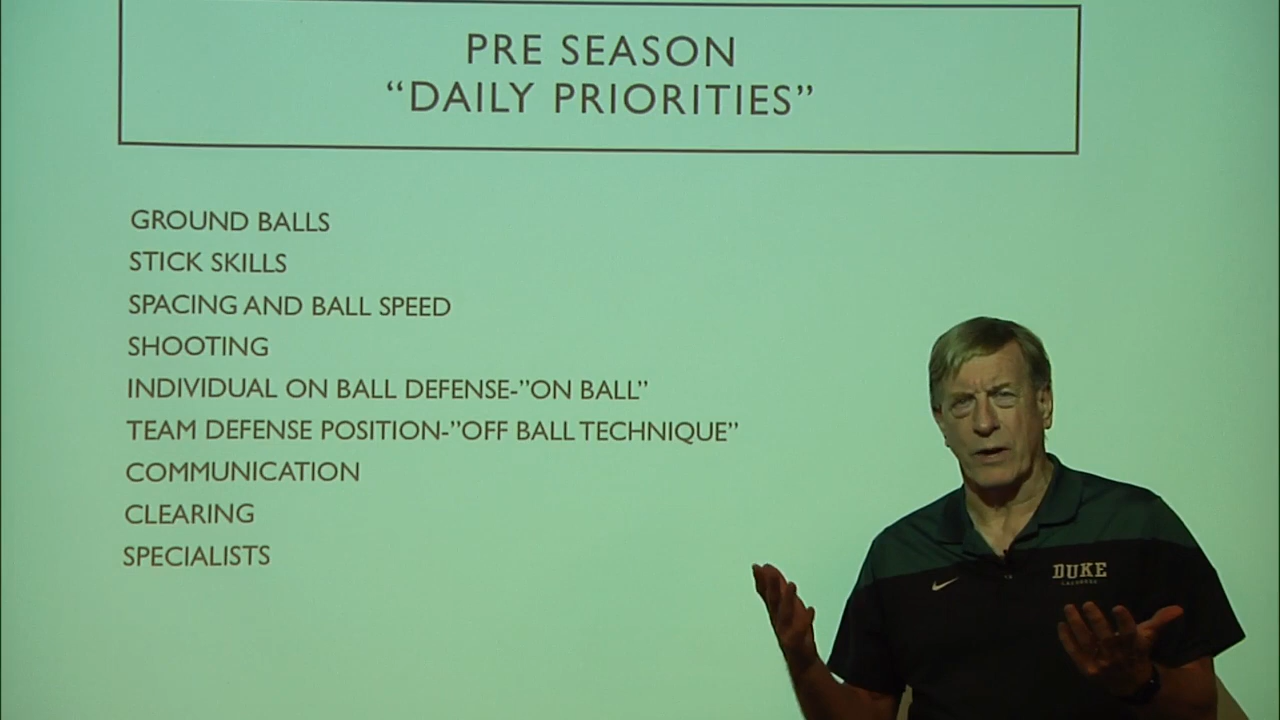 PRE SEASON
“DAILY PRIORITIES”
GROUND BALLS
STICK SKILLS
SPACING AND BALL SPEED
SHOOTING
INDIVIDUAL ON BALL DEFENSE-”ON BALL”
TEAM DEFENSE POSITION-”OFF BALL TECHNIQUE”
COMMUNICATION
CLEARING
SPECIALISTS
DUKE
LACROSSE